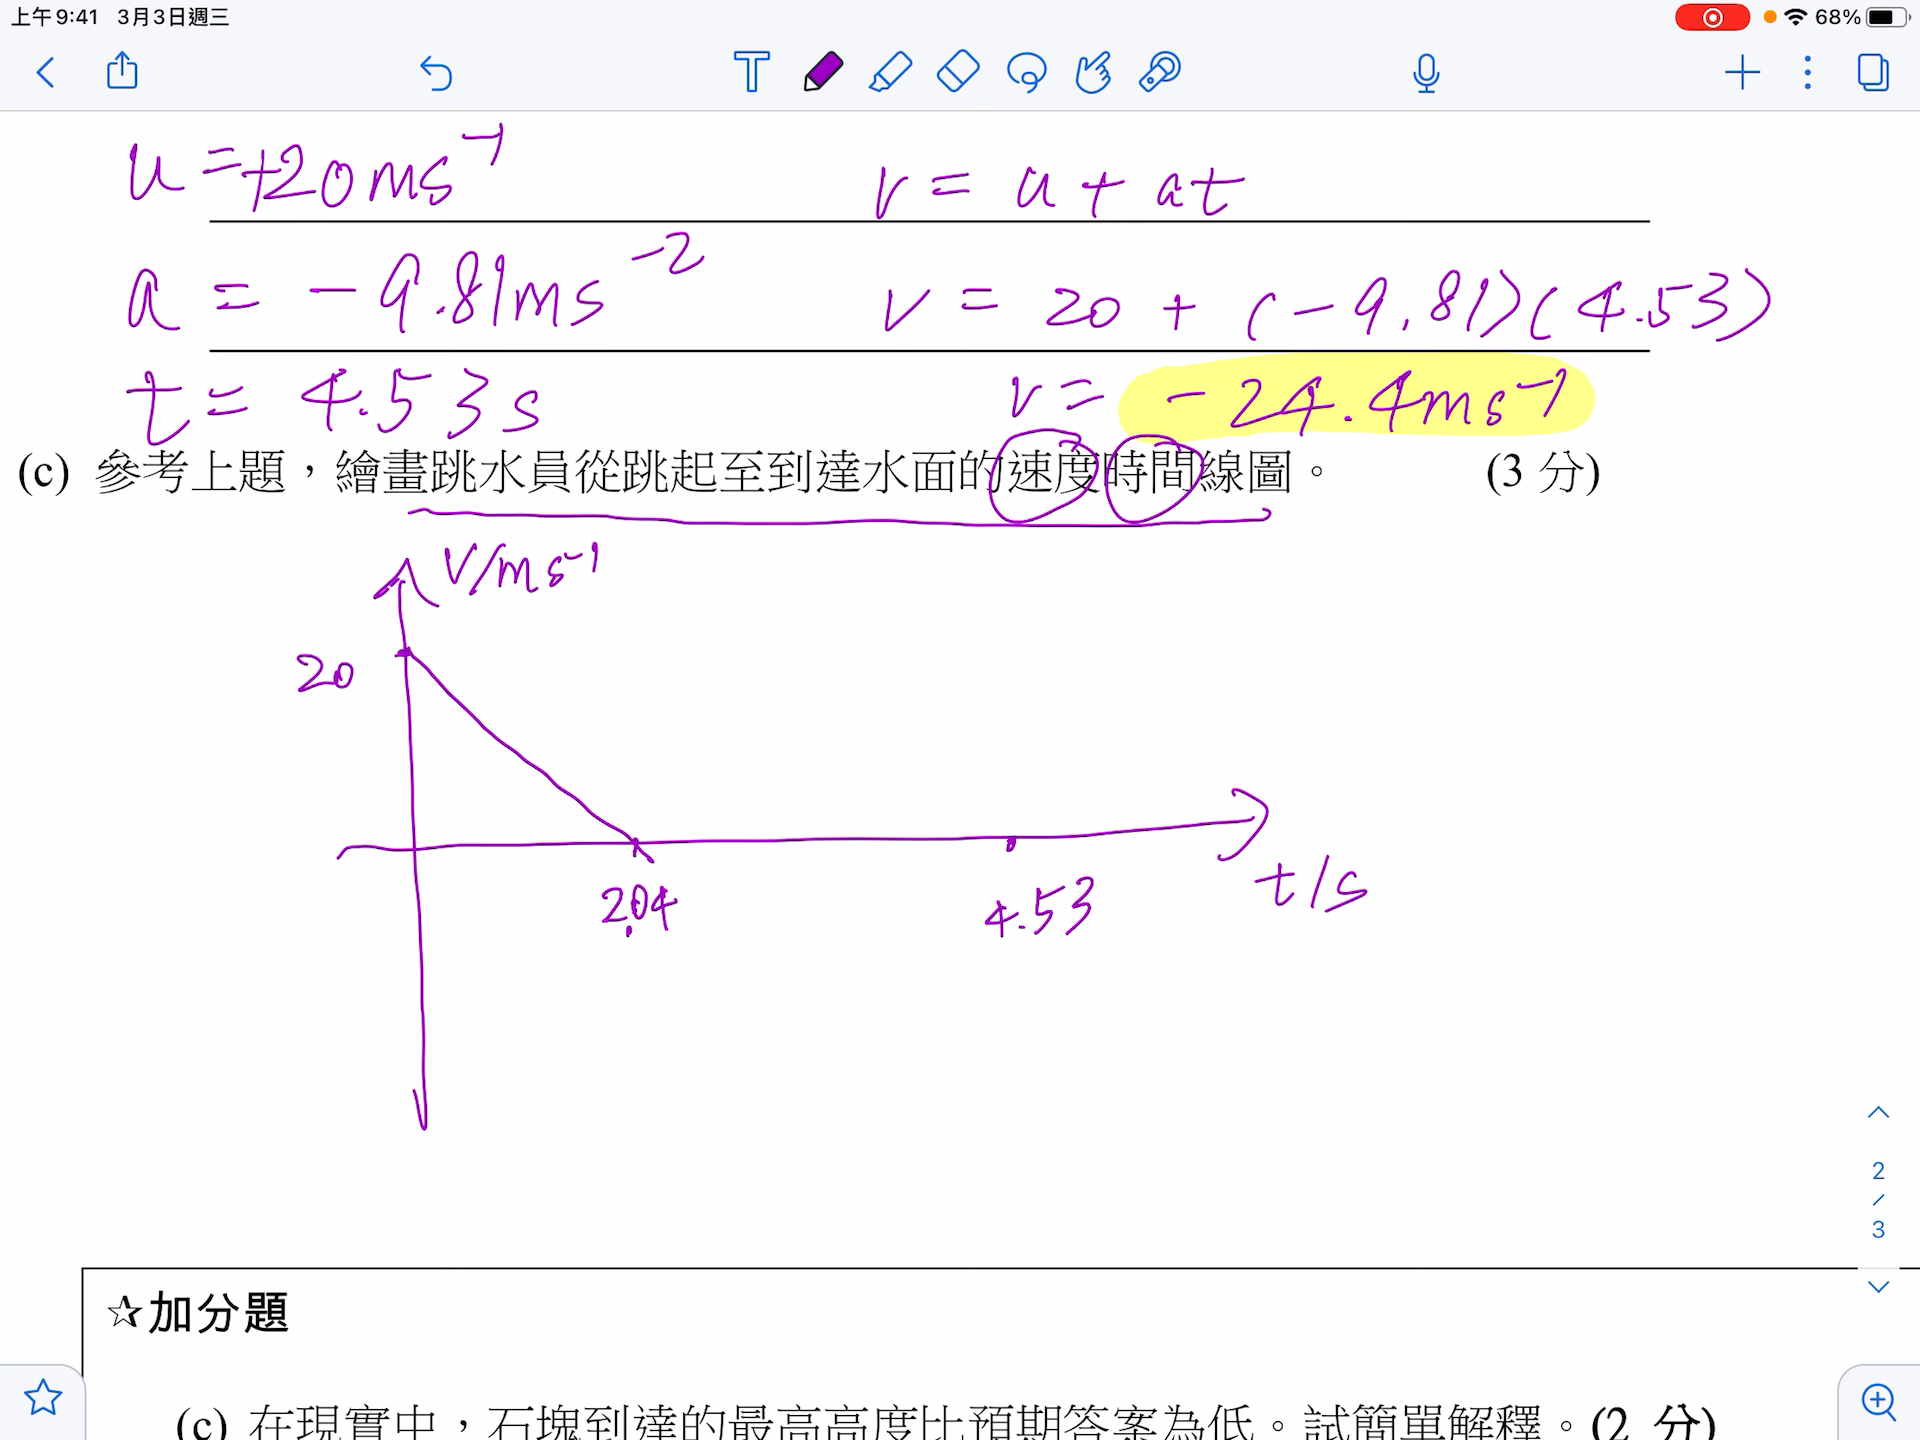 上午9:41 3月3日週三 68%
T
u = +20ms⁻¹ v = u + at
a = -9.81ms⁻² v = 20 + (-9.81)(4.53)
t = 4.53s v = -24.4ms⁻¹
(c) 參考上題，繪畫跳水員從跳起至到達水面的速度時間線圖。 (3 分)
V/ms⁻¹
20
2.04 4.53 t/s
2
/
3
☆加分題
(c) 在現實中，石塊到達的最高高度比預期答案為低。試簡單解釋。(2 分)